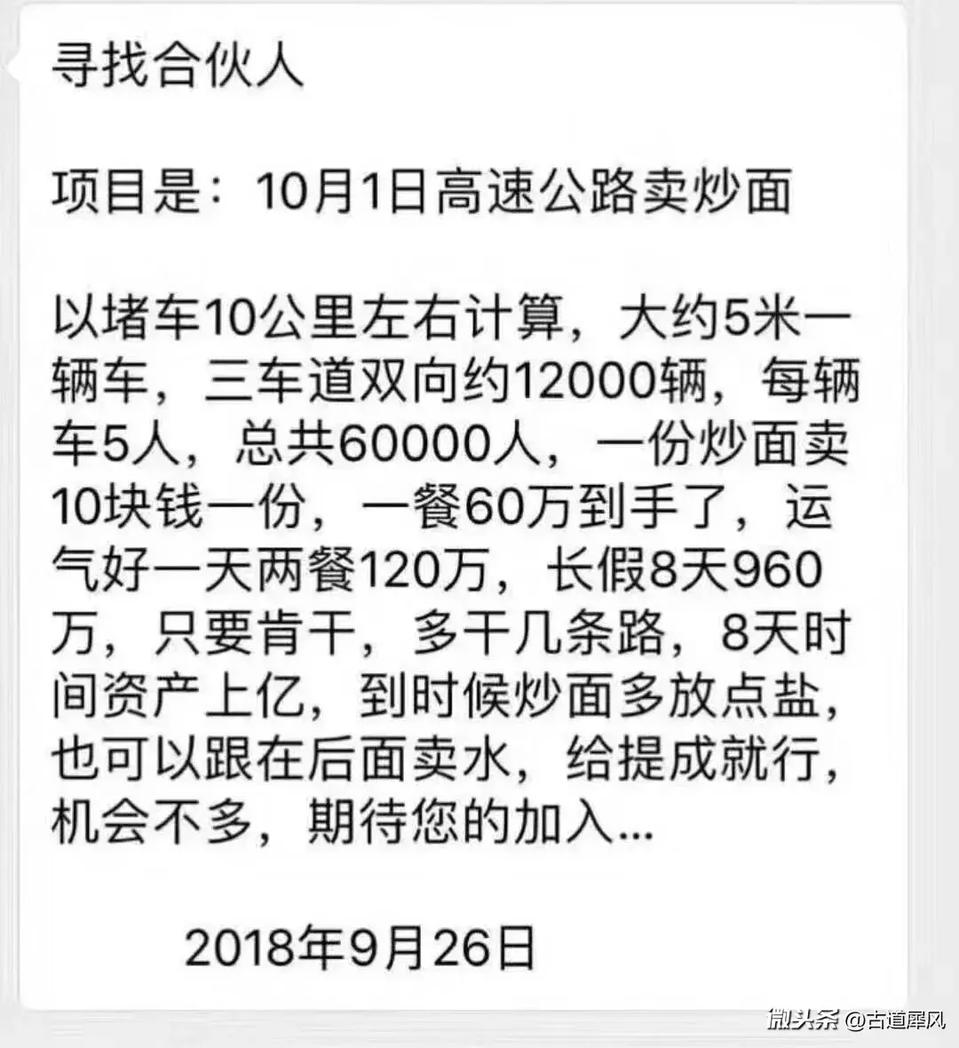 寻找合伙人
项目是：10月1日高速公路卖炒面
以堵车10公里左右计算，大约5米一
辆车，三车道双向约12000辆，每辆
车5人，总共60000人，一份炒面卖
10块钱一份，一餐60万到手了，运
气好一天两餐120万，长假8天960
万，只要肯干，多干几条路，8天时
间资产上亿，到时候炒面多放点盐，
也可以跟在后面卖水，给提成就行，
机会不多，期待您的加入...
2018年9月26日
微头条 @古道犀风